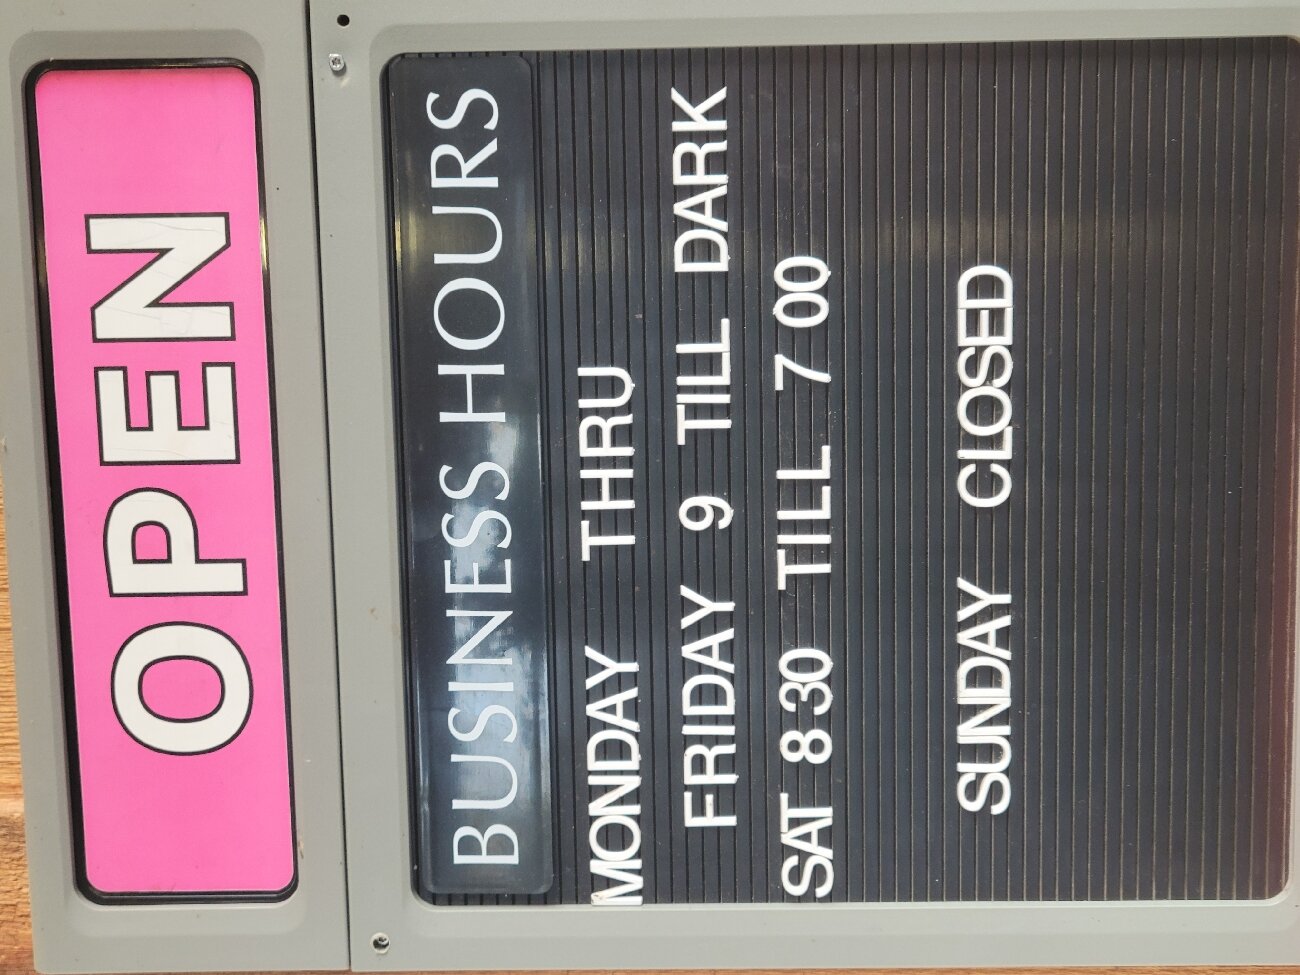 OPEN
BUSINESS HOURS
MONDAY THRU
FRIDAY 9 TILL DARK
SAT 8 30 TILL 7 00
SUNDAY CLOSED